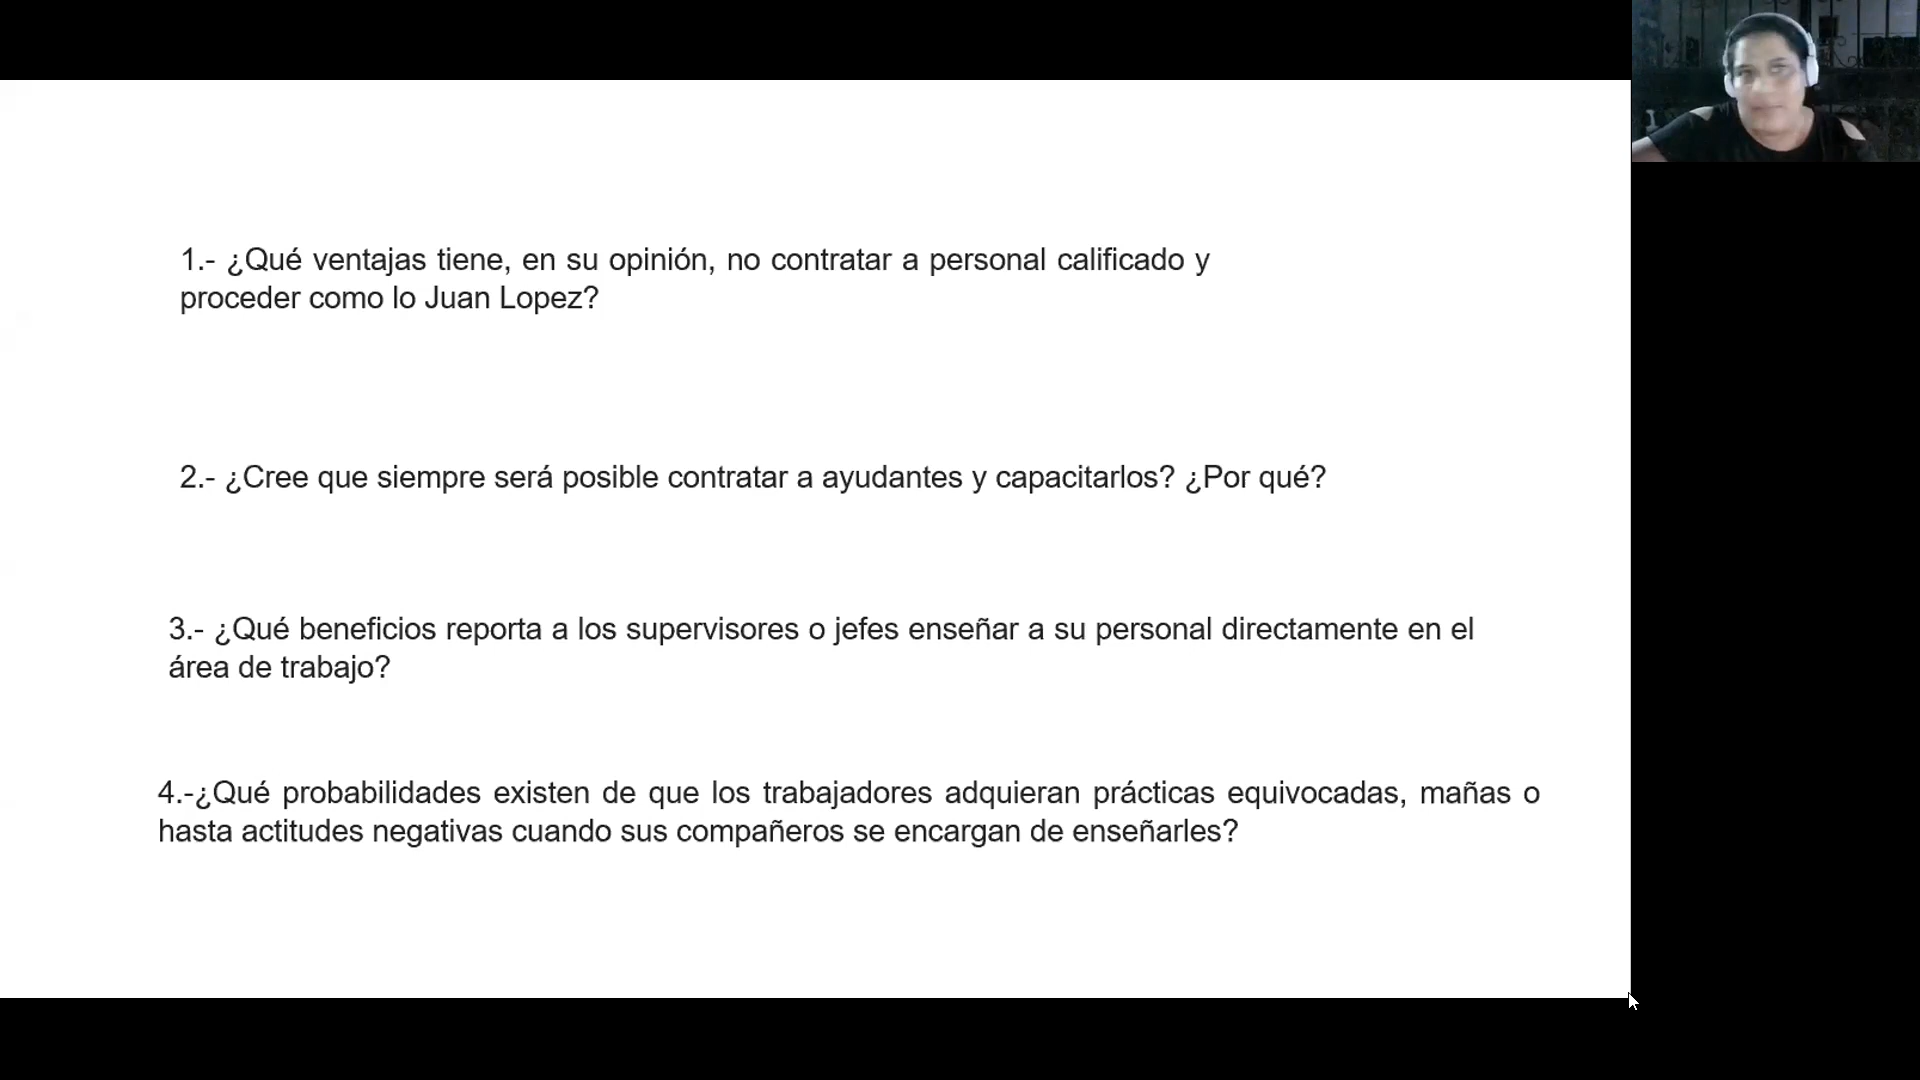 1.- ¿Qué ventajas tiene, en su opinión, no contratar a personal calificado y
proceder como lo Juan Lopez?
2.- ¿Cree que siempre será posible contratar a ayudantes y capacitarlos? ¿Por qué?
3.- ¿Qué beneficios reporta a los supervisores o jefes enseñar a su personal directamente en el
área de trabajo?
4.-¿Qué probabilidades existen de que los trabajadores adquieran prácticas equivocadas, mañas o
hasta actitudes negativas cuando sus compañeros se encargan de enseñarles?